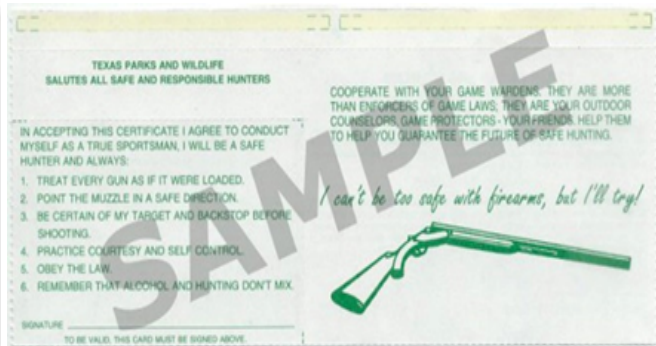 TEXAS PARKS AND WILDLIFE
SALUTES ALL SAFE AND RESPONSIBLE HUNTERS
IN ACCEPTING THIS CERTIFICATE I AGREE TO CONDUCT
MYSELF AS A TRUE SPORTSMAN, I WILL BE A SAFE
HUNTER AND ALWAYS:
1. TREAT EVERY GUN AS IF IT WERE LOADED.
2. POINT THE MUZZLE IN A SAFE DIRECTION.
3. BE CERTAIN OF MY TARGET AND BACKSTOP BEFORE
SHOOTING.
4. PRACTICE COURTESY AND SELF CONTROL.
5. OBEY THE LAW.
6. REMEMBER THAT ALCOHOL AND HUNTING DON'T MIX.
SIGNATURE
TO BE VALID, THIS CARD MUST BE SIGNED ABOVE.
COOPERATE WITH YOUR GAME WARDENS. THEY ARE MORE
THAN ENFORCERS OF GAME LAWS; THEY ARE YOUR OUTDOOR
COUNSELORS, GAME PROTECTORS - YOUR FRIENDS. HELP THEM
TO HELP YOU GUARANTEE THE FUTURE OF SAFE HUNTING.
I can't be too safe with firearms, but I'll try!
SAMPLE